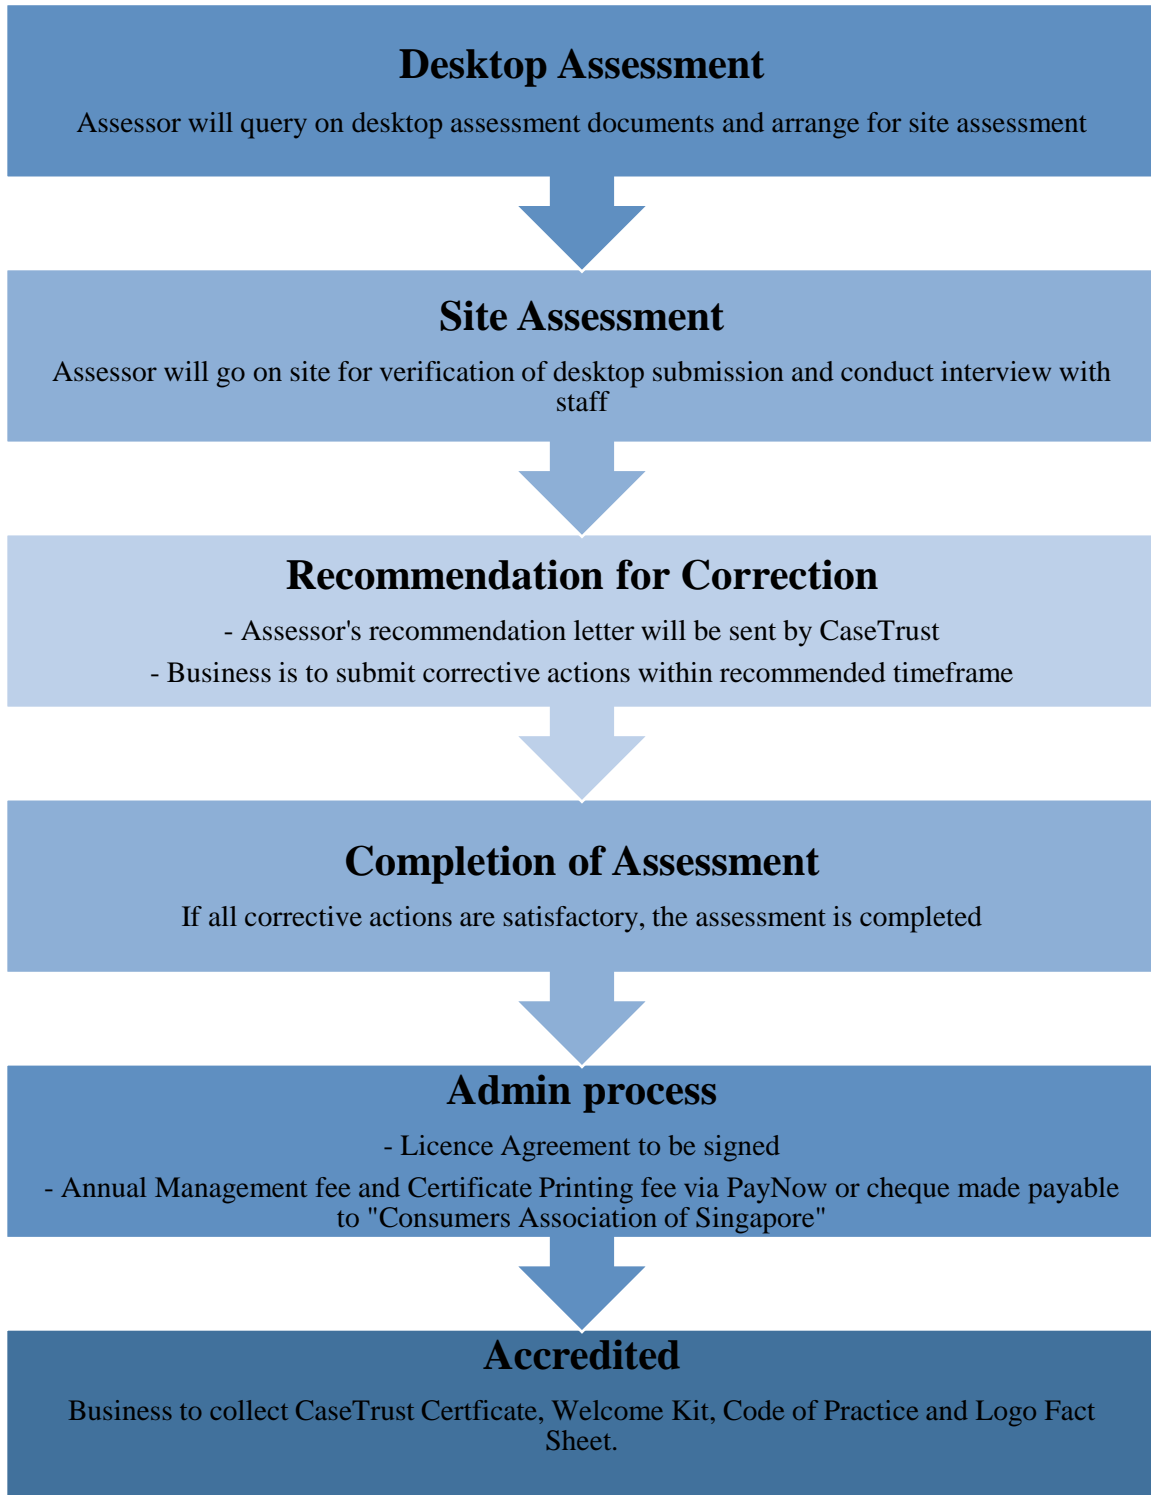 Desktop Assessment
Assessor will query on desktop assessment documents and arrange for site assessment
Site Assessment
Assessor will go on site for verification of desktop submission and conduct interview with
staff
Recommendation for Correction
- Assessor's recommendation letter will be sent by CaseTrust
- Business is to submit corrective actions within recommended timeframe
Completion of Assessment
If all corrective actions are satisfactory, the assessment is completed
Admin process
- Licence Agreement to be signed
- Annual Management fee and Certificate Printing fee via PayNow or cheque made payable
to "Consumers Association of Singapore"
Accredited
Business to collect CaseTrust Certficate, Welcome Kit, Code of Practice and Logo Fact
Sheet.